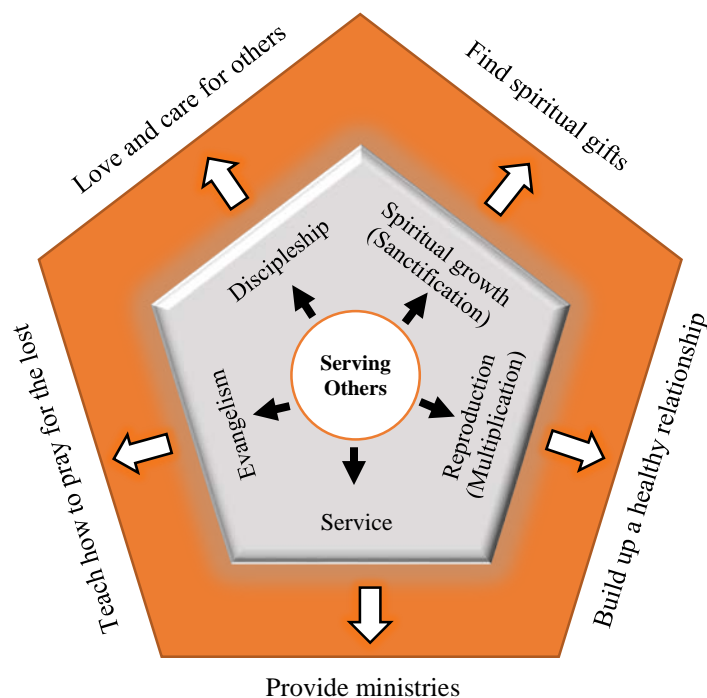 Love and care for others
Find spiritual gifts
Discipleship
Spiritual growth
(Sanctification)
Serving
Others
Evangelism
Reproduction
(Multiplication)
Service
Teach how to pray for the lost
Build up a healthy relationship
Provide ministries